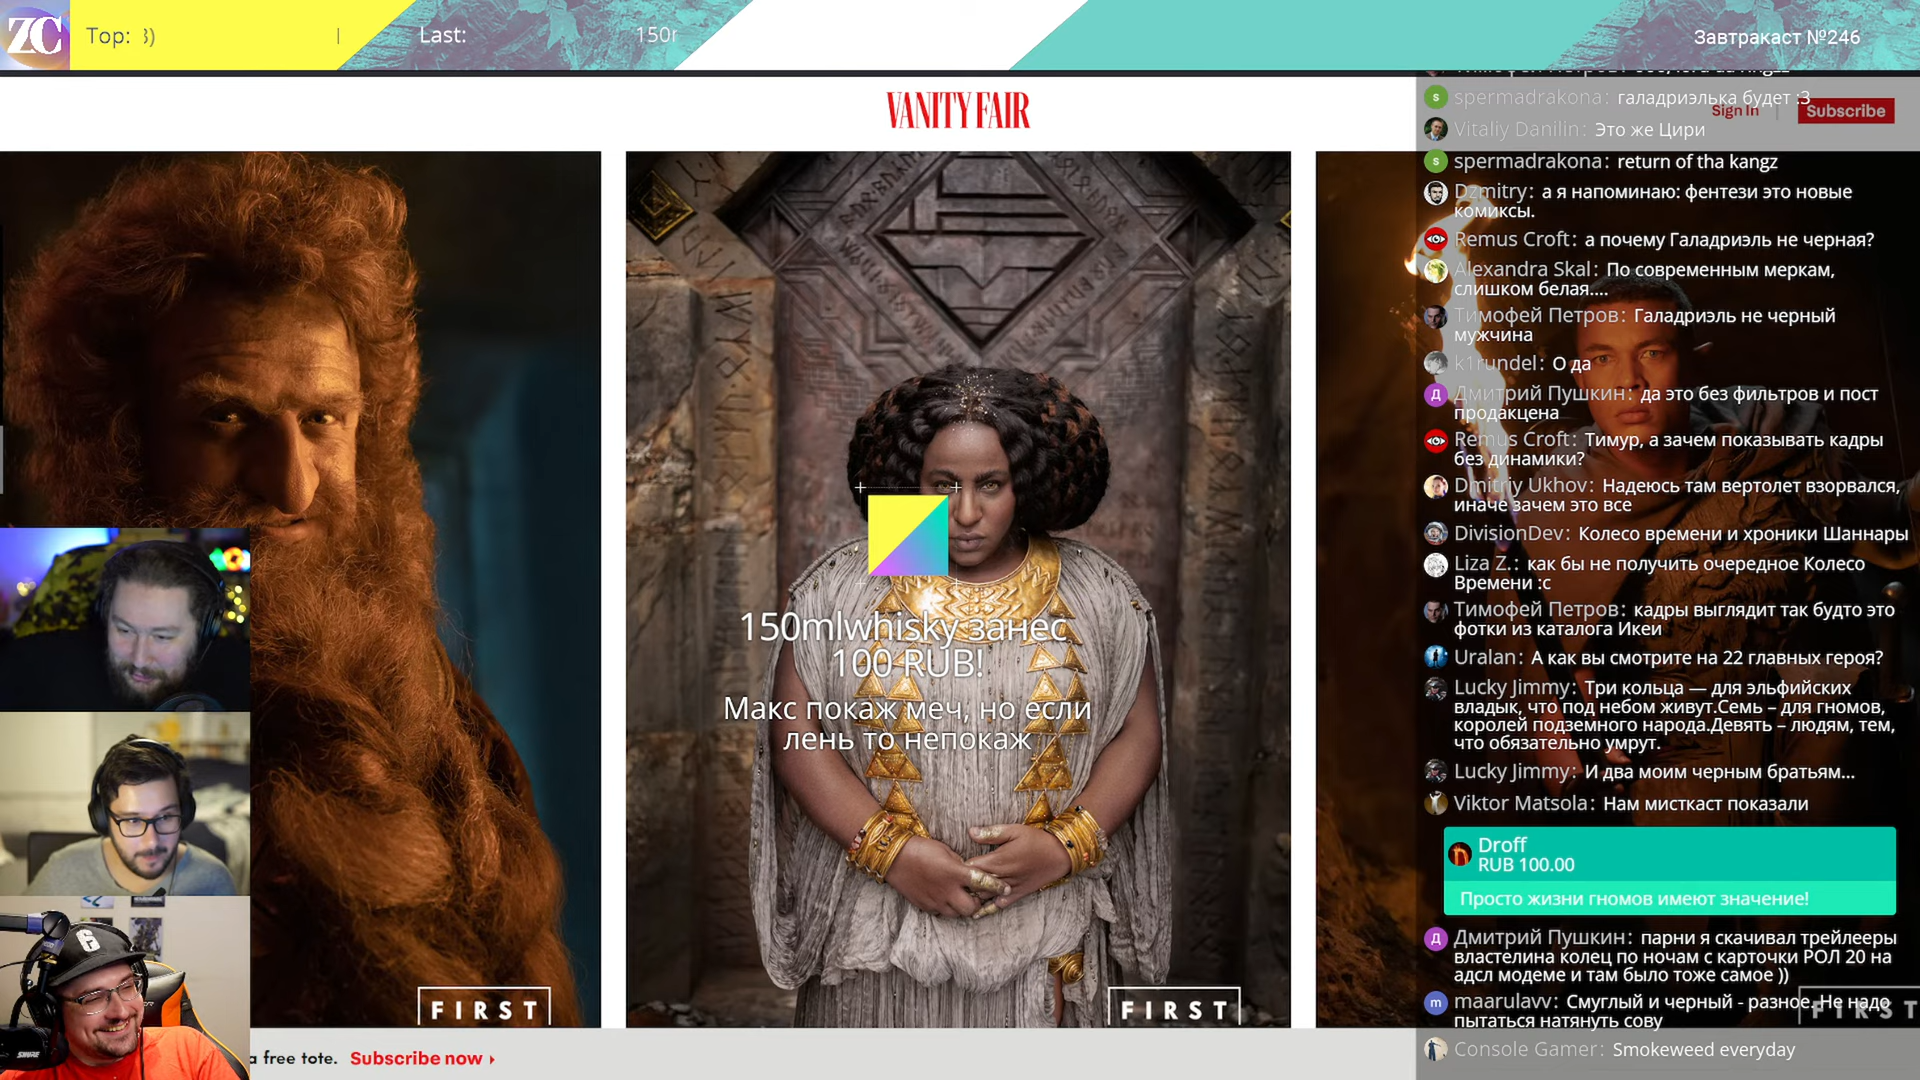 ZC
Top: 3)
Last: 150r
Завтракаст №246
VANITY FAIR
Sign In
Subscribe
spermadrakona: галадриэлька будет :3
Vitaliy Danilin: Это же Цири
spermadrakona: return of tha kangz
Dzmitry: а я напоминаю: фентези это новые
комиксы.
Remus Croft: а почему Галадриэль не черная?
Alexandra Skal: По современным меркам,
слишком белая....
Тимофей Петров: Галадриэль не черный
мужчина
k1rundel: О да
Дмитрий Пушкин: да это без фильтров и пост
продакцена
Remus Croft: Тимур, а зачем показывать кадры
без динамики?
Dmitriy Ukhov: Надеюсь там вертолет взорвался,
иначе зачем это все
DivisionDev: Колесо времени и хроники Шаннары
Liza Z.: как бы не получить очередное Колесо
Времени :с
Тимофей Петров: кадры выглядит так будто это
фотки из каталога Икеи
Uralan: А как вы смотрите на 22 главных героя?
Lucky Jimmy: Три кольца — для эльфийских
владык, что под небом живут.Семь – для гномов,
королей подземного народа.Девять – людям, тем,
что обязательно умрут.
Lucky Jimmy: И два моим черным братьям...
Viktor Matsola: Нам мисткаст показали
Droff
RUB 100.00
Просто жизни гномов имеют значение!
Дмитрий Пушкин: парни я скачивал трейлееры
властелина колец по ночам с карточки РОЛ 20 на
адсл модеме и там было тоже самое ))
maarulavv: Смуглый и черный - разное. Не надо
пытаться натянуть сову
Console Gamer: Smokeweed everyday
150mlwhisky занес
100 RUB!
Макс покаж меч, но если
лень то непокаж
FIRST
FIRST
FIRST
a free tote. Subscribe now